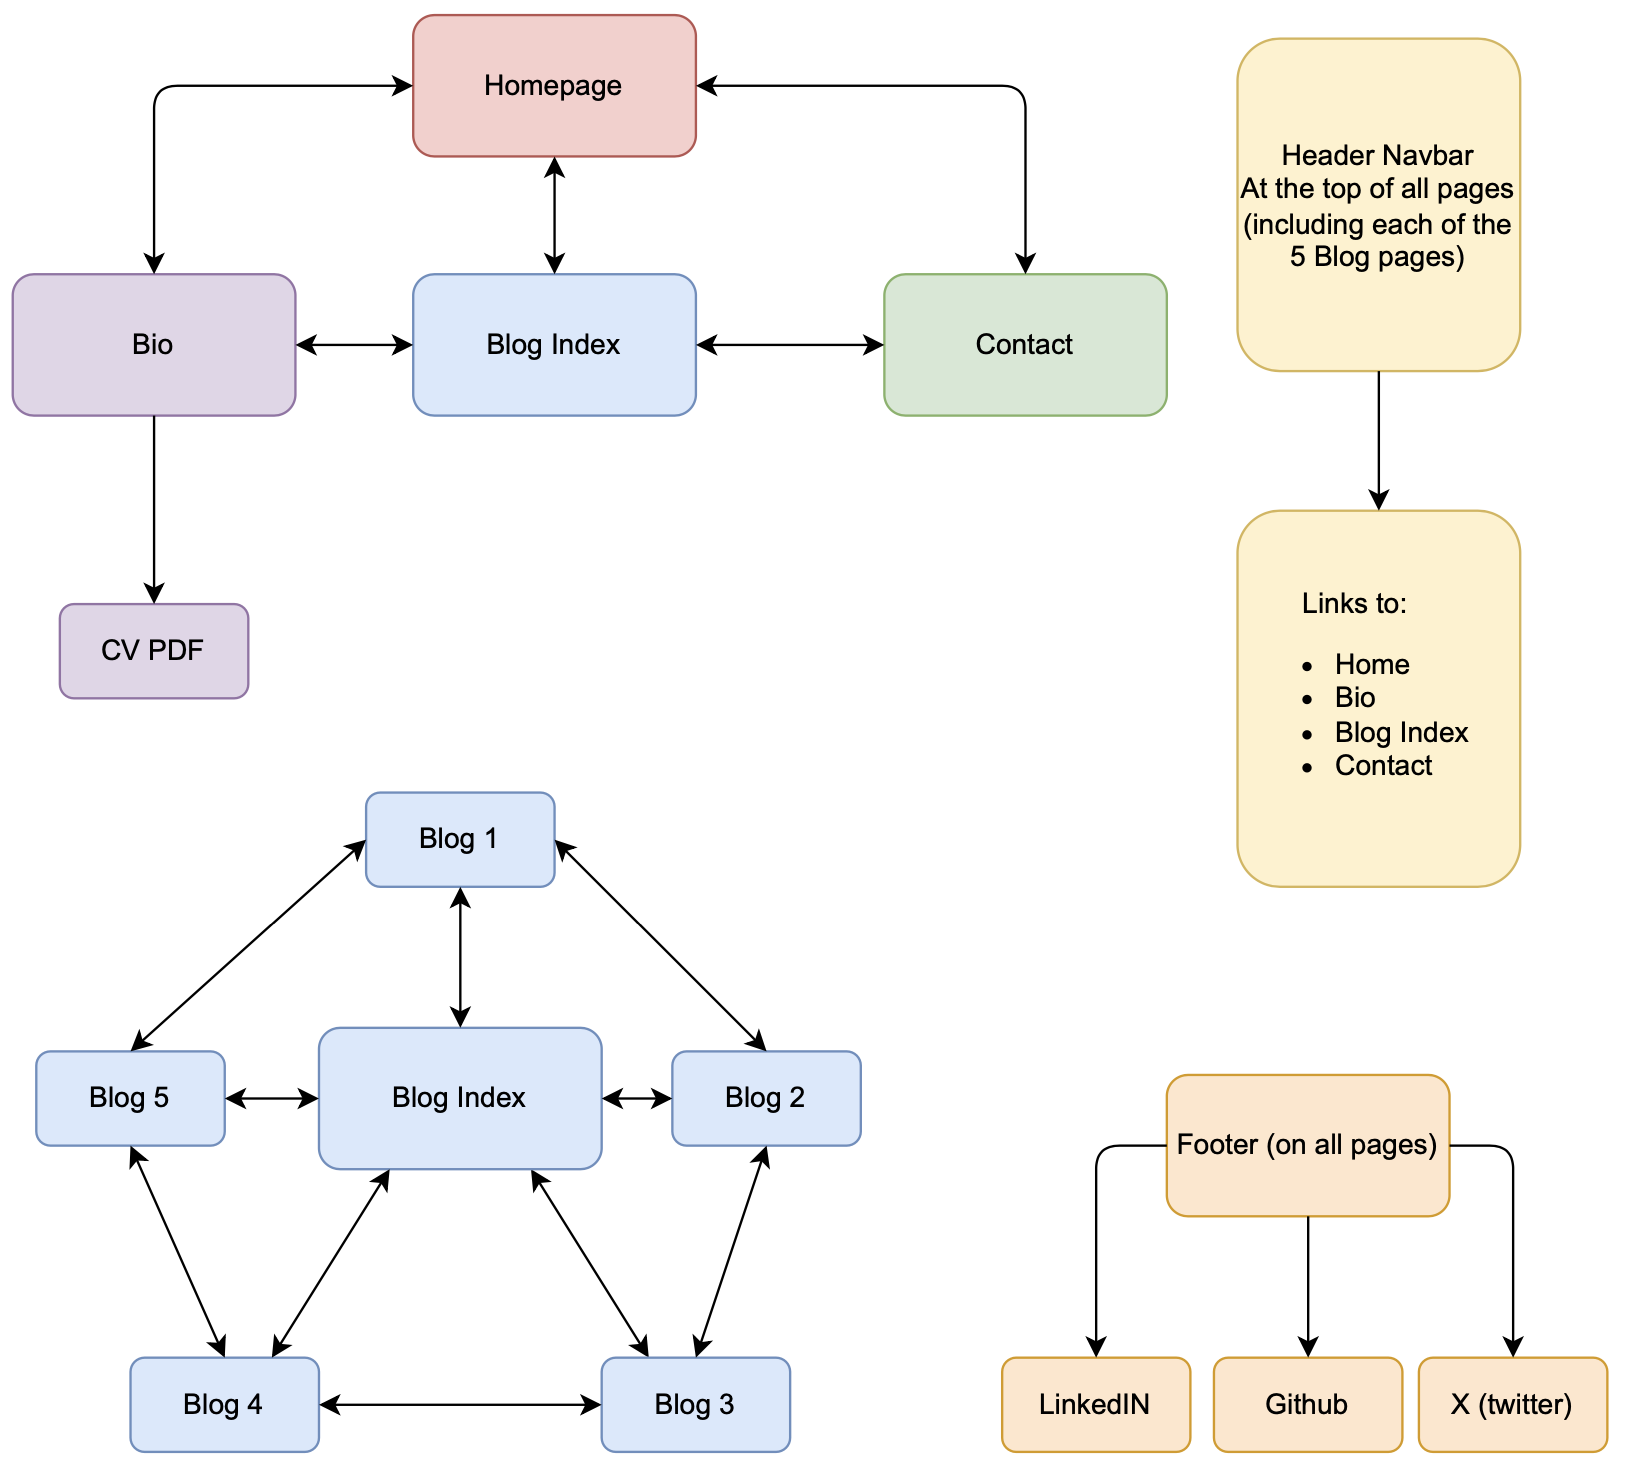 Homepage
Header Navbar
At the top of all pages
(including each of the
5 Blog pages)
Bio
Blog Index
Contact
CV PDF
Links to:
• Home
• Bio
• Blog Index
• Contact
Blog 1
Blog 5
Blog Index
Blog 2
Blog 4
Blog 3
Footer (on all pages)
LinkedIN
Github
X (twitter)